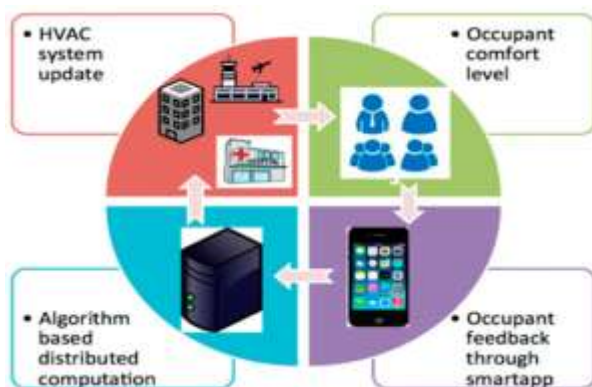 • HVAC
system
update
• Occupant
comfort
level
• Algorithm
based
distributed
computation
• Occupant
feedback
through
smartapp